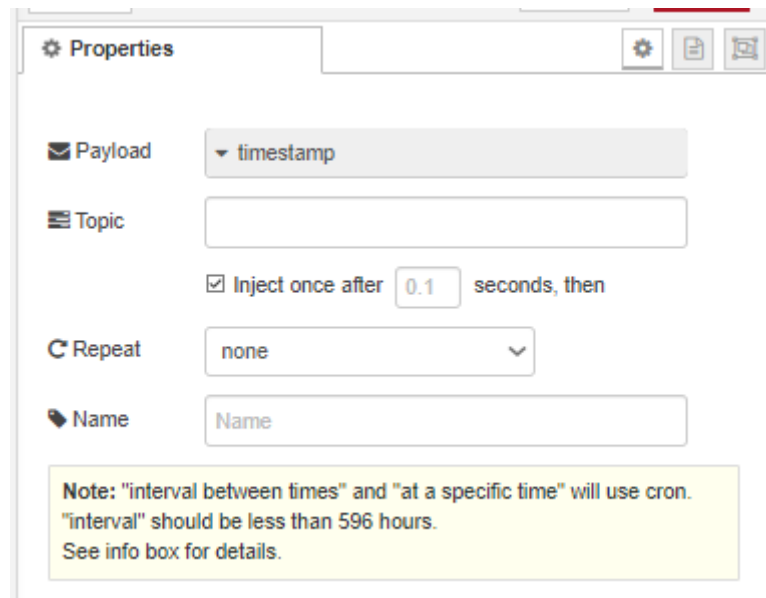 Properties
Payload
timestamp
Topic
Inject once after 0.1 seconds, then
Repeat
none
Name
Name
Note: "interval between times" and "at a specific time" will use cron.
"interval" should be less than 596 hours.
See info box for details.